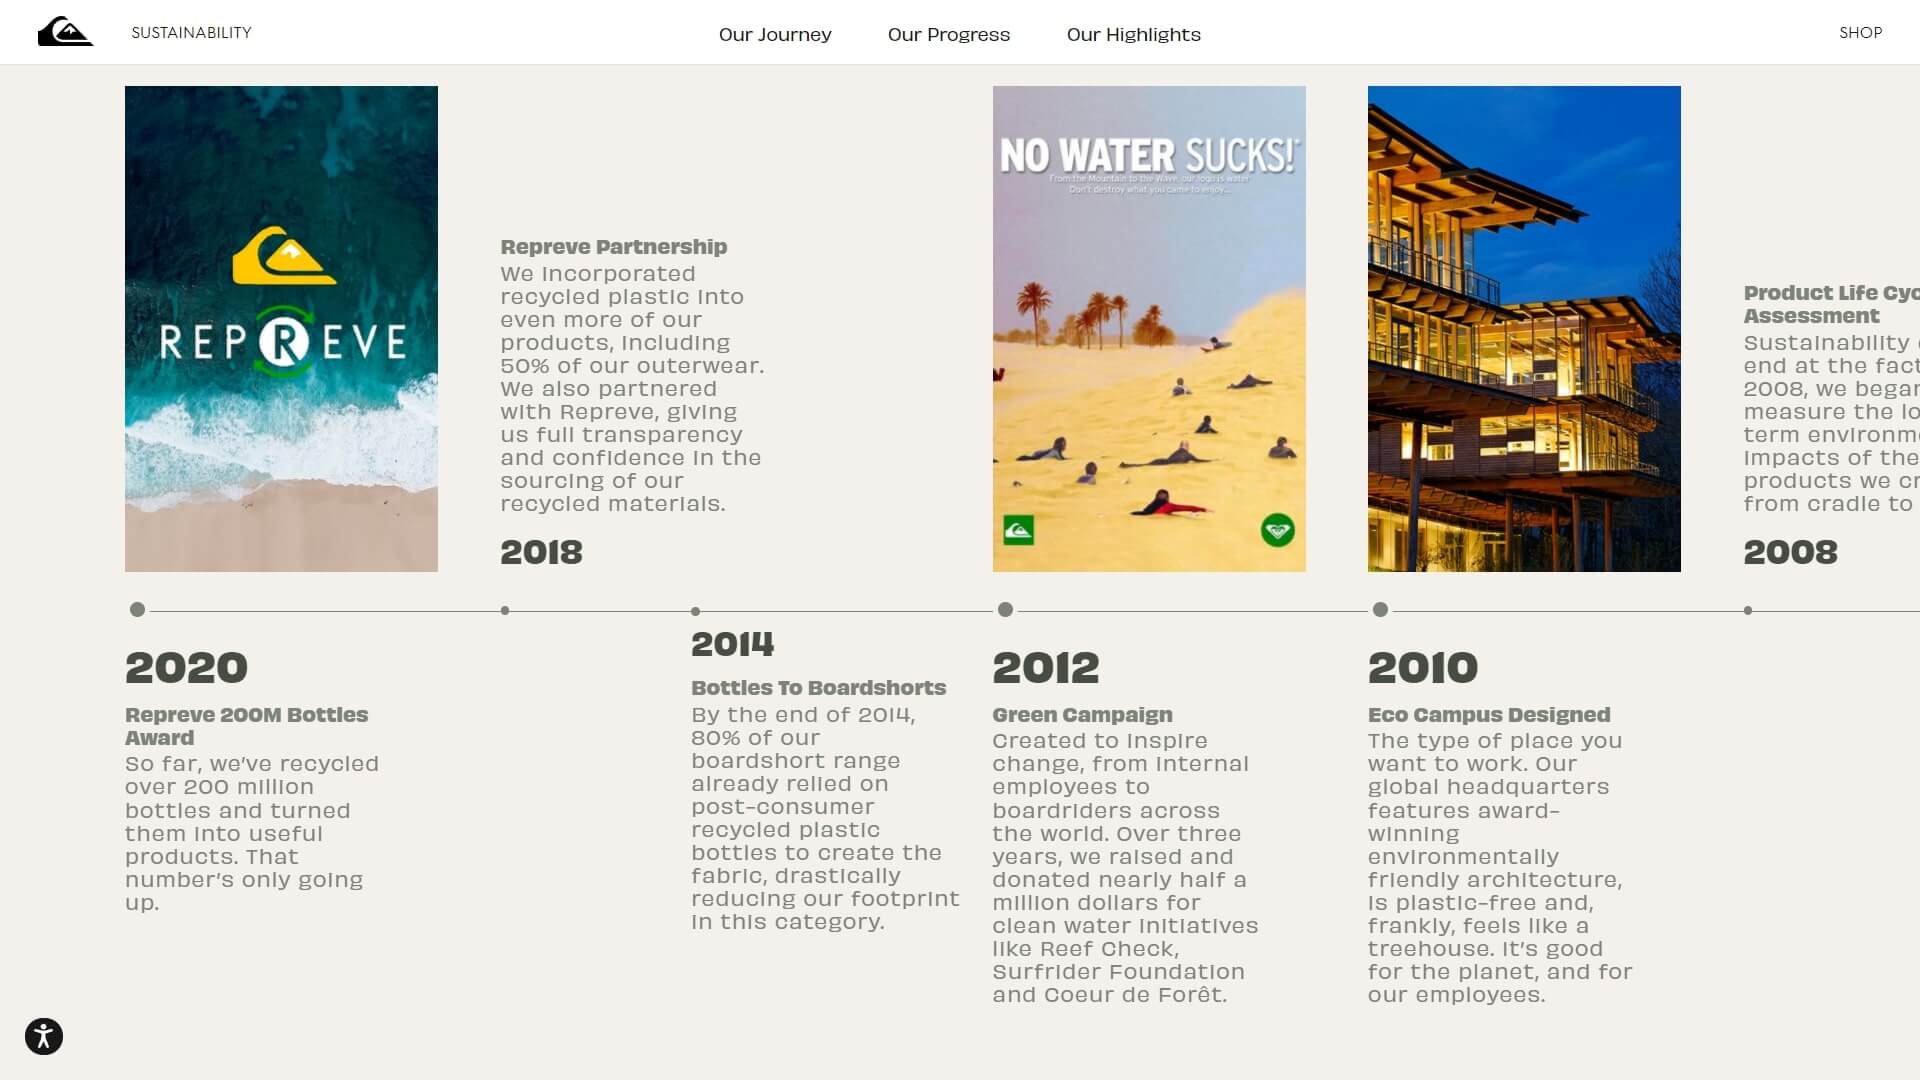 SUSTAINABILITY
Our Journey
Our Progress
Our Highlights
SHOP
REPREVE
Repreve Partnership
We incorporated
recycled plastic into
even more of our
products, including
50% of our outerwear.
We also partnered
with Repreve, giving
us full transparency
and confidence in the
sourcing of our
recycled materials.
2018
NO WATER SUCKS!
From the Mountain to the Wave, our logo is water.
Don't destroy what you came to enjoy...
Product Life Cyc
Assessment
Sustainability
end at the fact
2008, we began
measure the lo
term environme
impacts of the
products we cr
from cradle to
2008
2020
Repreve 200M Bottles
Award
So far, we've recycled
over 200 million
bottles and turned
them into useful
products. That
number's only going
up.
2014
Bottles To Boardshorts
By the end of 2014,
80% of our
boardshort range
already relied on
post-consumer
recycled plastic
bottles to create the
fabric, drastically
reducing our footprint
in this category.
2012
Green Campaign
Created to inspire
change, from internal
employees to
boardriders across
the world. Over three
years, we raised and
donated nearly half a
million dollars for
clean water initiatives
like Reef Check,
Surfrider Foundation
and Coeur de Forêt.
2010
Eco Campus Designed
The type of place you
want to work. Our
global headquarters
features award-
winning
environmentally
friendly architecture,
is plastic-free and,
frankly, feels like a
treehouse. It's good
for the planet, and for
our employees.